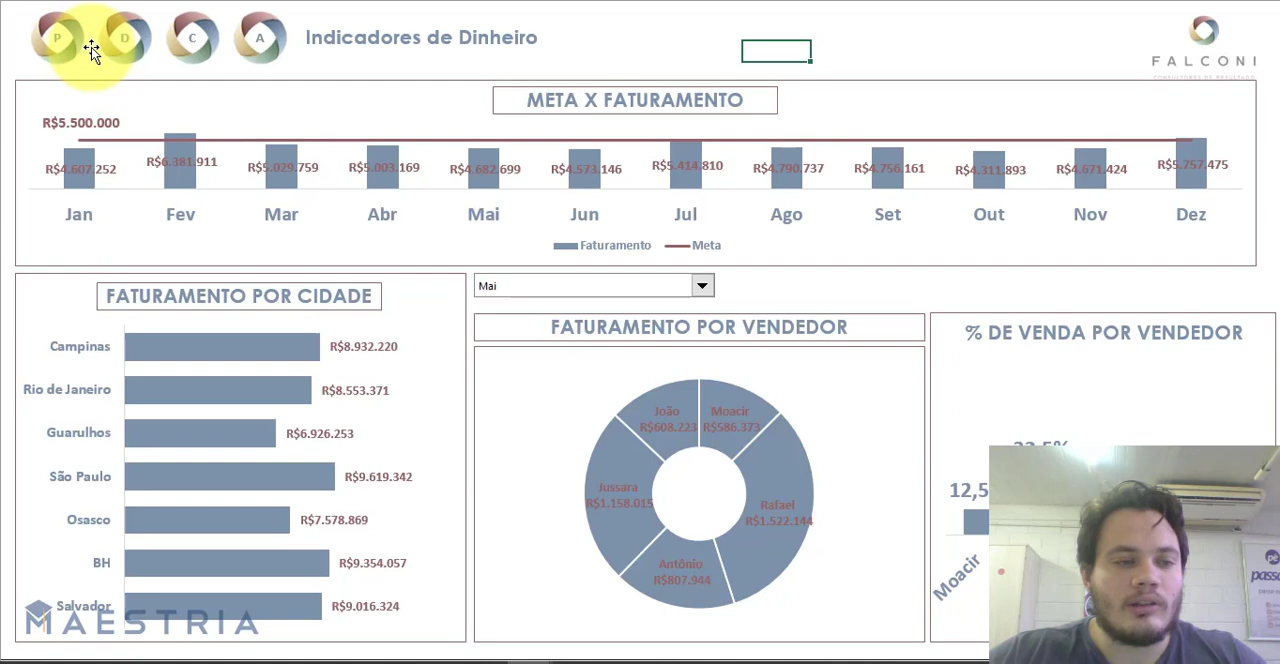 P D C A
Indicadores de Dinheiro
FALCONI
CONSULTORES DE RESULTADO
META X FATURAMENTO
R$5.500.000
R$4.607.252 R$6.381.911 R$5.029.759 R$5.003.169 R$4.682.699 R$4.573.146 R$5.414.810 R$4.790.737 R$4.756.161 R$4.311.893 R$4.671.424 R$5.757.475
Jan Fev Mar Abr Mai Jun Jul Ago Set Out Nov Dez
Faturamento Meta
FATURAMENTO POR CIDADE
Campinas R$8.932.220
Rio de Janeiro R$8.553.371
Guarulhos R$6.926.253
São Paulo R$9.619.342
Osasco R$7.578.869
BH R$9.354.057
Salvador R$9.016.324
MAESTRIA
Mai
FATURAMENTO POR VENDEDOR
João
R$608.223
Moacir
R$586.373
Jussara
R$1.158.015
Rafael
R$1.522.144
Antônio
R$807.944
% DE VENDA POR VENDEDOR
12,5
Moacir